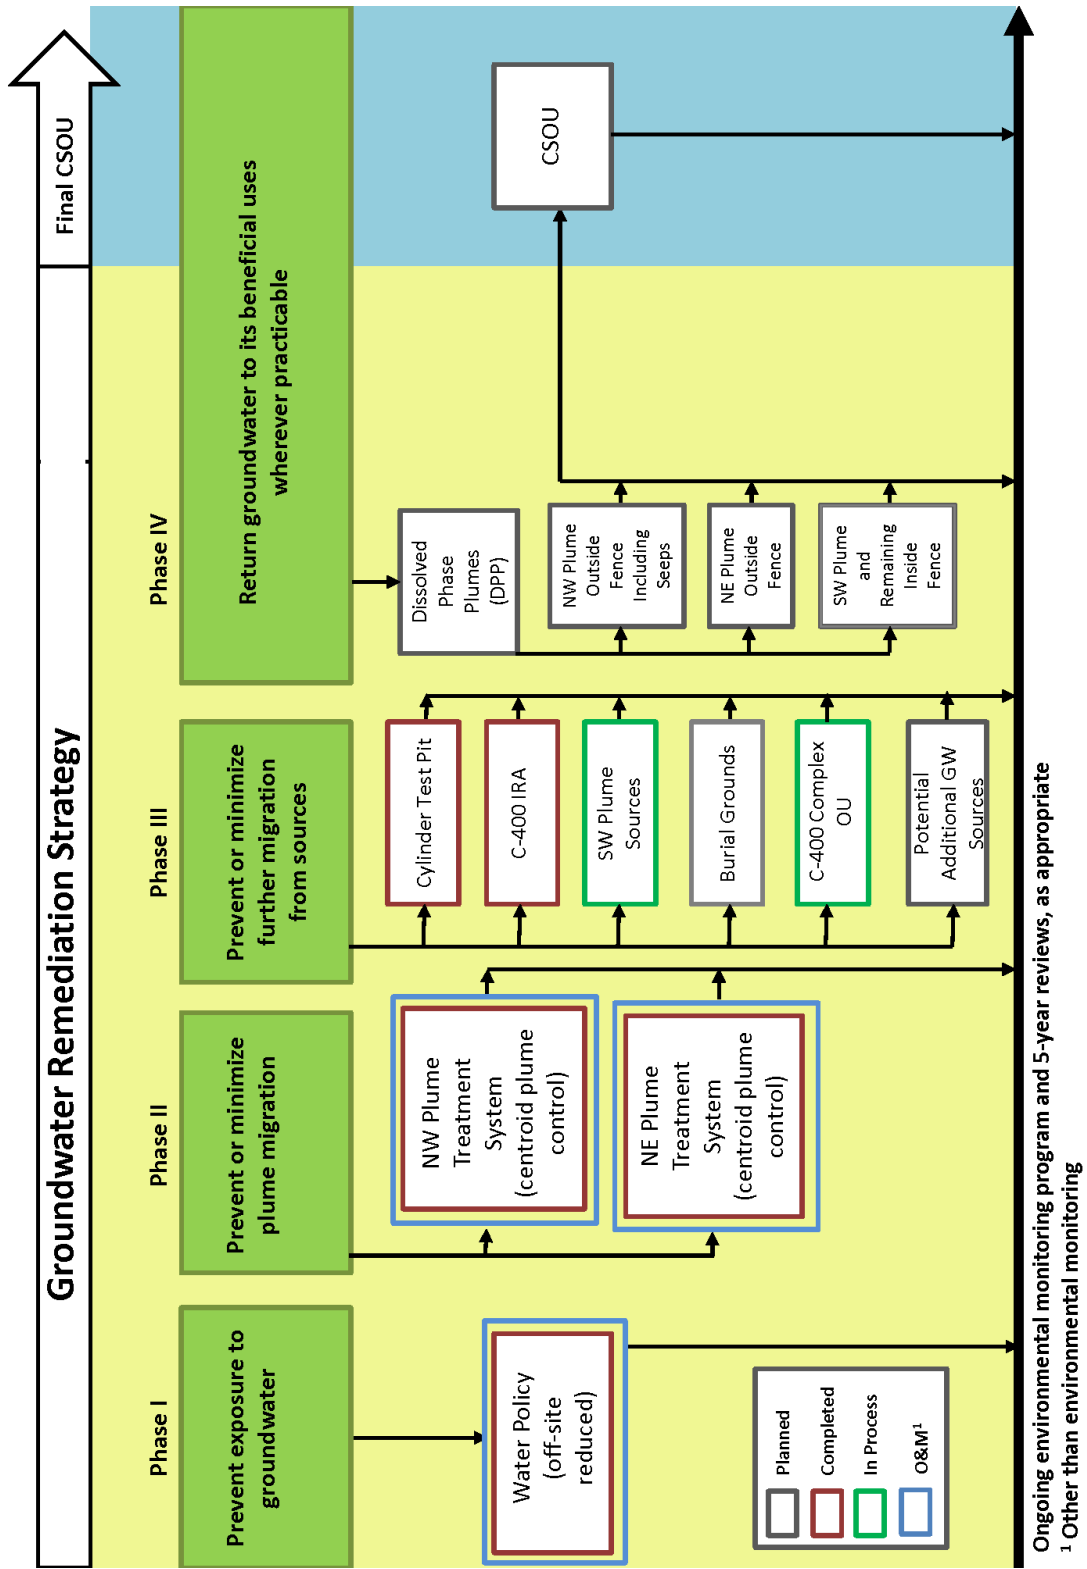 Groundwater Remediation Strategy
Final CSOU
Phase I
Phase II
Phase III
Phase IV
Prevent exposure to
groundwater
Prevent or minimize
plume migration
Prevent or minimize
further migration
from sources
Return groundwater to its beneficial uses
wherever practicable
Water Policy
(off-site
reduced)
NW Plume
Treatment
System
(centroid plume
control)
NE Plume
Treatment
System
(centroid plume
control)
Cylinder Test Pit
C-400 IRA
SW Plume
Sources
Burial Grounds
C-400 Complex
OU
Potential
Additional GW
Sources
Dissolved
Phase
Plumes
(DPP)
NW Plume
Outside
Fence
Including
Seeps
NE Plume
Outside
Fence
SW Plume
and
Remaining
Inside
Fence
CSOU
Planned
Completed
In Process
O&M¹
Ongoing environmental monitoring program and 5-year reviews, as appropriate
¹ Other than environmental monitoring